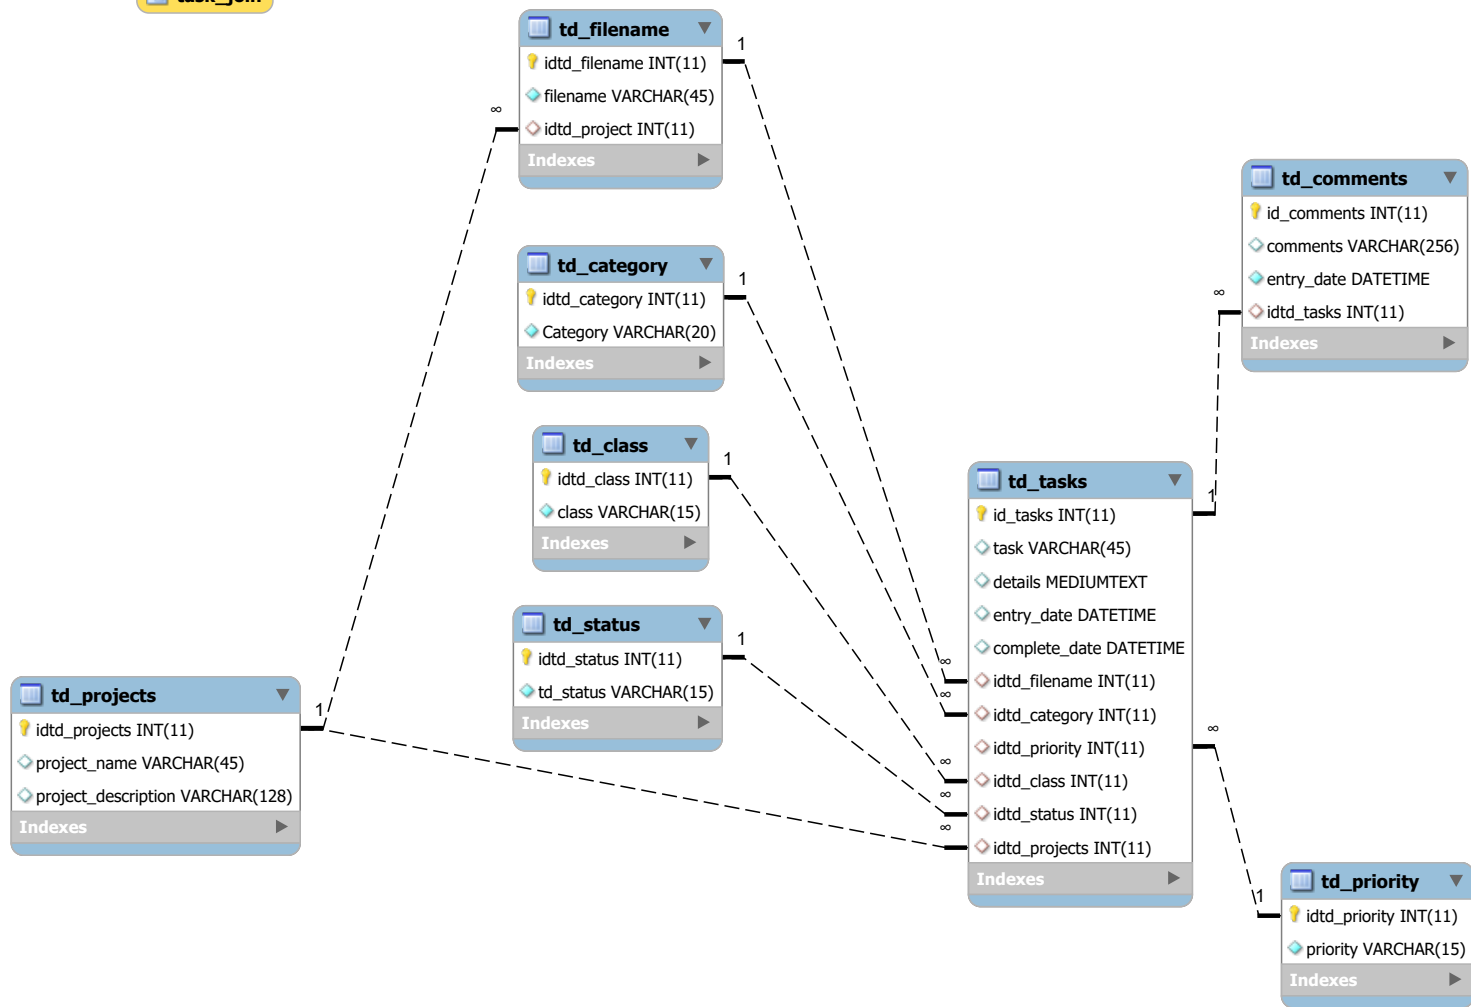 task_join
td_filename
idtd_filename INT(11)
filename VARCHAR(45)
idtd_project INT(11)
Indexes
1
∞
td_category
idtd_category INT(11)
Category VARCHAR(20)
Indexes
1
td_class
idtd_class INT(11)
class VARCHAR(15)
Indexes
1
td_status
idtd_status INT(11)
td_status VARCHAR(15)
Indexes
1
td_projects
idtd_projects INT(11)
project_name VARCHAR(45)
project_description VARCHAR(128)
Indexes
1
td_comments
id_comments INT(11)
comments VARCHAR(256)
entry_date DATETIME
idtd_tasks INT(11)
Indexes
∞
td_tasks
id_tasks INT(11)
task VARCHAR(45)
details MEDIUMTEXT
entry_date DATETIME
complete_date DATETIME
idtd_filename INT(11)
idtd_category INT(11)
idtd_priority INT(11)
idtd_class INT(11)
idtd_status INT(11)
idtd_projects INT(11)
Indexes
1
∞
∞
∞
∞
∞
∞
td_priority
idtd_priority INT(11)
priority VARCHAR(15)
Indexes
1